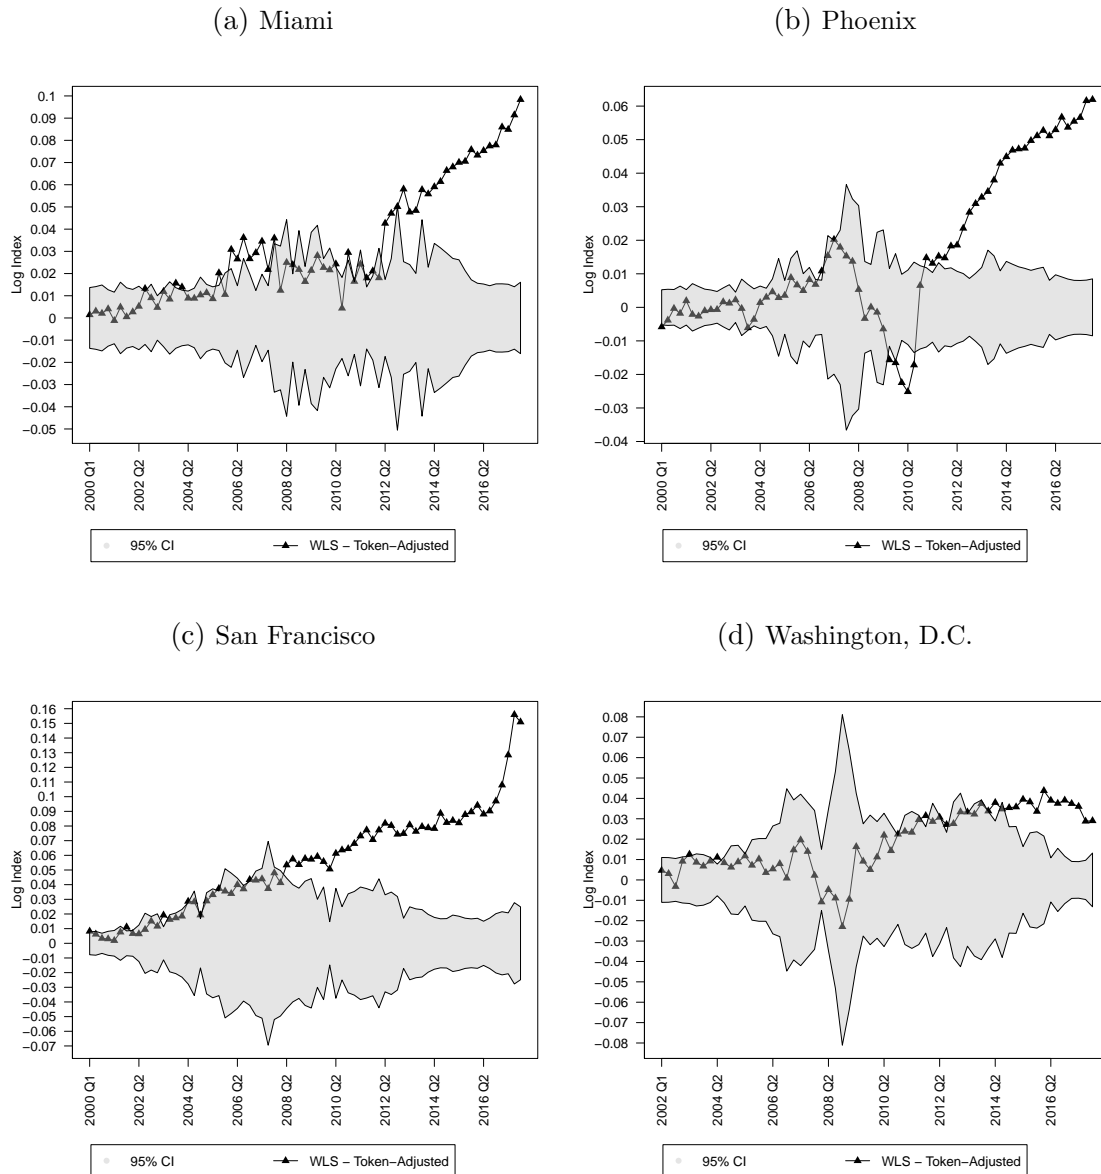 (a) Miami
(b) Phoenix
Log Index
0.1
0.09
0.08
0.07
0.06
0.05
0.04
0.03
0.02
0.01
0
−0.01
−0.02
−0.03
−0.04
−0.05
2000 Q1
2002 Q2
2004 Q2
2006 Q2
2008 Q2
2010 Q2
2012 Q2
2014 Q2
2016 Q2
95% CI
WLS − Token−Adjusted
Log Index
0.06
0.05
0.04
0.03
0.02
0.01
0.00
−0.01
−0.02
−0.03
−0.04
2000 Q1
2002 Q2
2004 Q2
2006 Q2
2008 Q2
2010 Q2
2012 Q2
2014 Q2
2016 Q2
95% CI
WLS − Token−Adjusted
(c) San Francisco
(d) Washington, D.C.
Log Index
0.16
0.15
0.14
0.13
0.12
0.11
0.1
0.09
0.08
0.07
0.06
0.05
0.04
0.03
0.02
0.01
0
−0.01
−0.02
−0.03
−0.04
−0.05
−0.06
−0.07
2000 Q1
2002 Q2
2004 Q2
2006 Q2
2008 Q2
2010 Q2
2012 Q2
2014 Q2
2016 Q2
95% CI
WLS − Token−Adjusted
Log Index
0.08
0.07
0.06
0.05
0.04
0.03
0.02
0.01
0
−0.01
−0.02
−0.03
−0.04
−0.05
−0.06
−0.07
−0.08
2002 Q1
2004 Q2
2006 Q2
2008 Q2
2010 Q2
2012 Q2
2014 Q2
2016 Q2
95% CI
WLS − Token−Adjusted